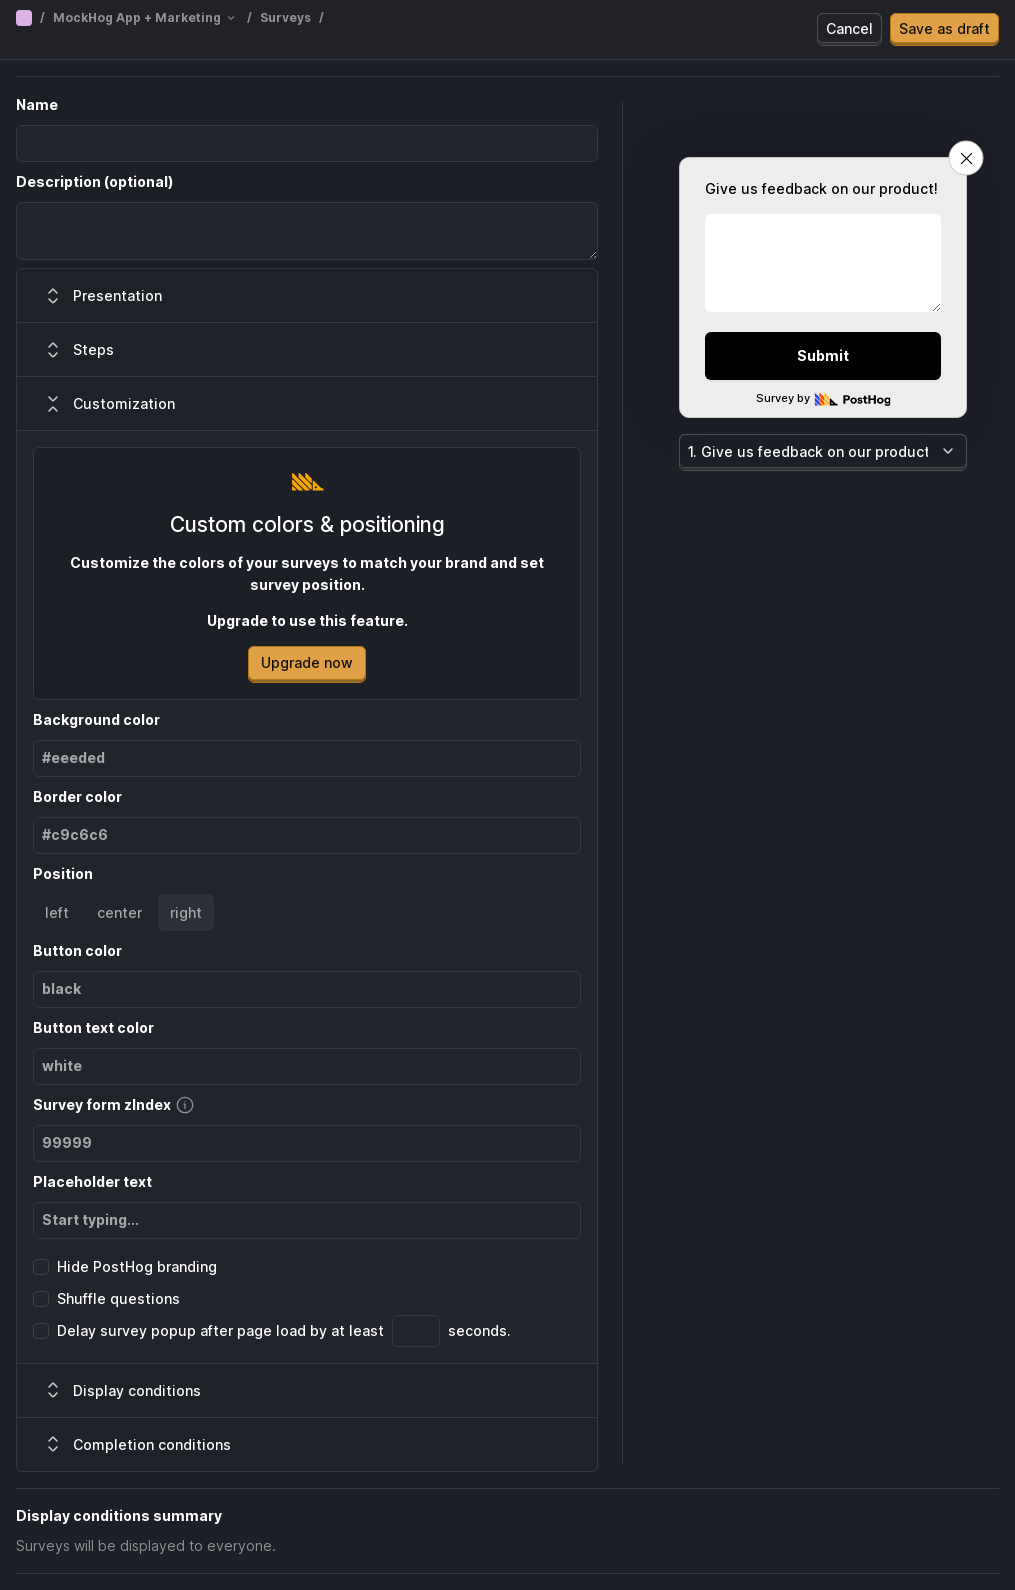 / MockHog App + Marketing / Surveys /
Cancel
Save as draft
Name
Description (optional)
Presentation
Steps
Customization
Custom colors & positioning
Customize the colors of your surveys to match your brand and set
survey position.
Upgrade to use this feature.
Upgrade now
Background color
#eeeded
Border color
#c9c6c6
Position
left center right
Button color
black
Button text color
white
Survey form zIndex
99999
Placeholder text
Start typing...
Hide PostHog branding
Shuffle questions
Delay survey popup after page load by at least seconds.
Display conditions
Completion conditions
Give us feedback on our product!
Submit
Survey by PostHog
1. Give us feedback on our product
Display conditions summary
Surveys will be displayed to everyone.